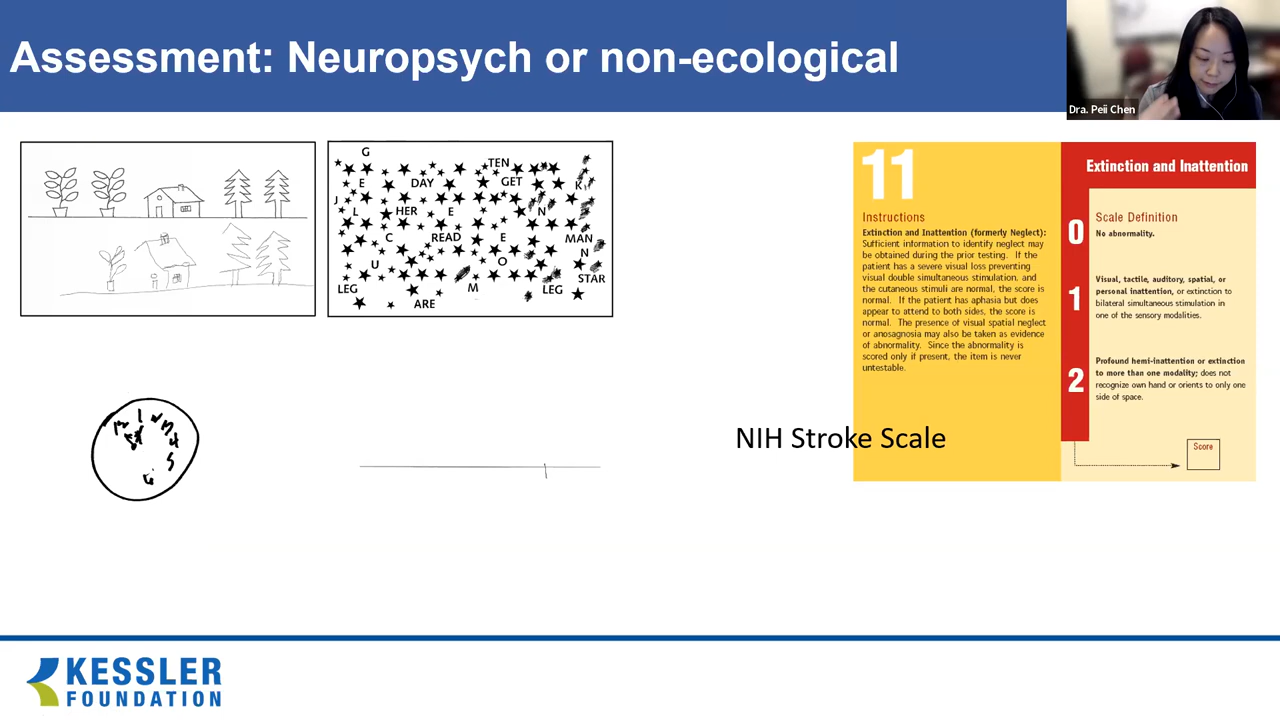 Assessment: Neuropsych or non-ecological
Dra. Peii Chen
G
TEN
E
DAY
GET
K
J
L
HER
E
N
C
READ
E
MAN
N
U
O
STAR
LEG
M
LEG
ARE
11
Instructions
Extinction and Inattention (formerly Neglect):
Sufficient information to identify neglect may
be obtained during the prior testing. If the
patient has a severe visual loss preventing
visual double simultaneous stimulation, and
the cutaneous stimuli are normal, the score is
normal. If the patient has aphasia but does
appear to attend to both sides, the score is
normal. The presence of visual spatial neglect
or anosagnosia may also be taken as evidence
of abnormality. Since the abnormality is
scored only if present, the item is never
untestable.
Extinction and Inattention
Scale Definition
0
No abnormality.
1
Visual, tactile, auditory, spatial, or
personal inattention, or extinction to
bilateral simultaneous stimulation in
one of the sensory modalities.
2
Profound hemi-inattention or extinction
to more than one modality; does not
recognize own hand or orients to only one
side of space.
Score
NIH Stroke Scale
KESSLER
FOUNDATION